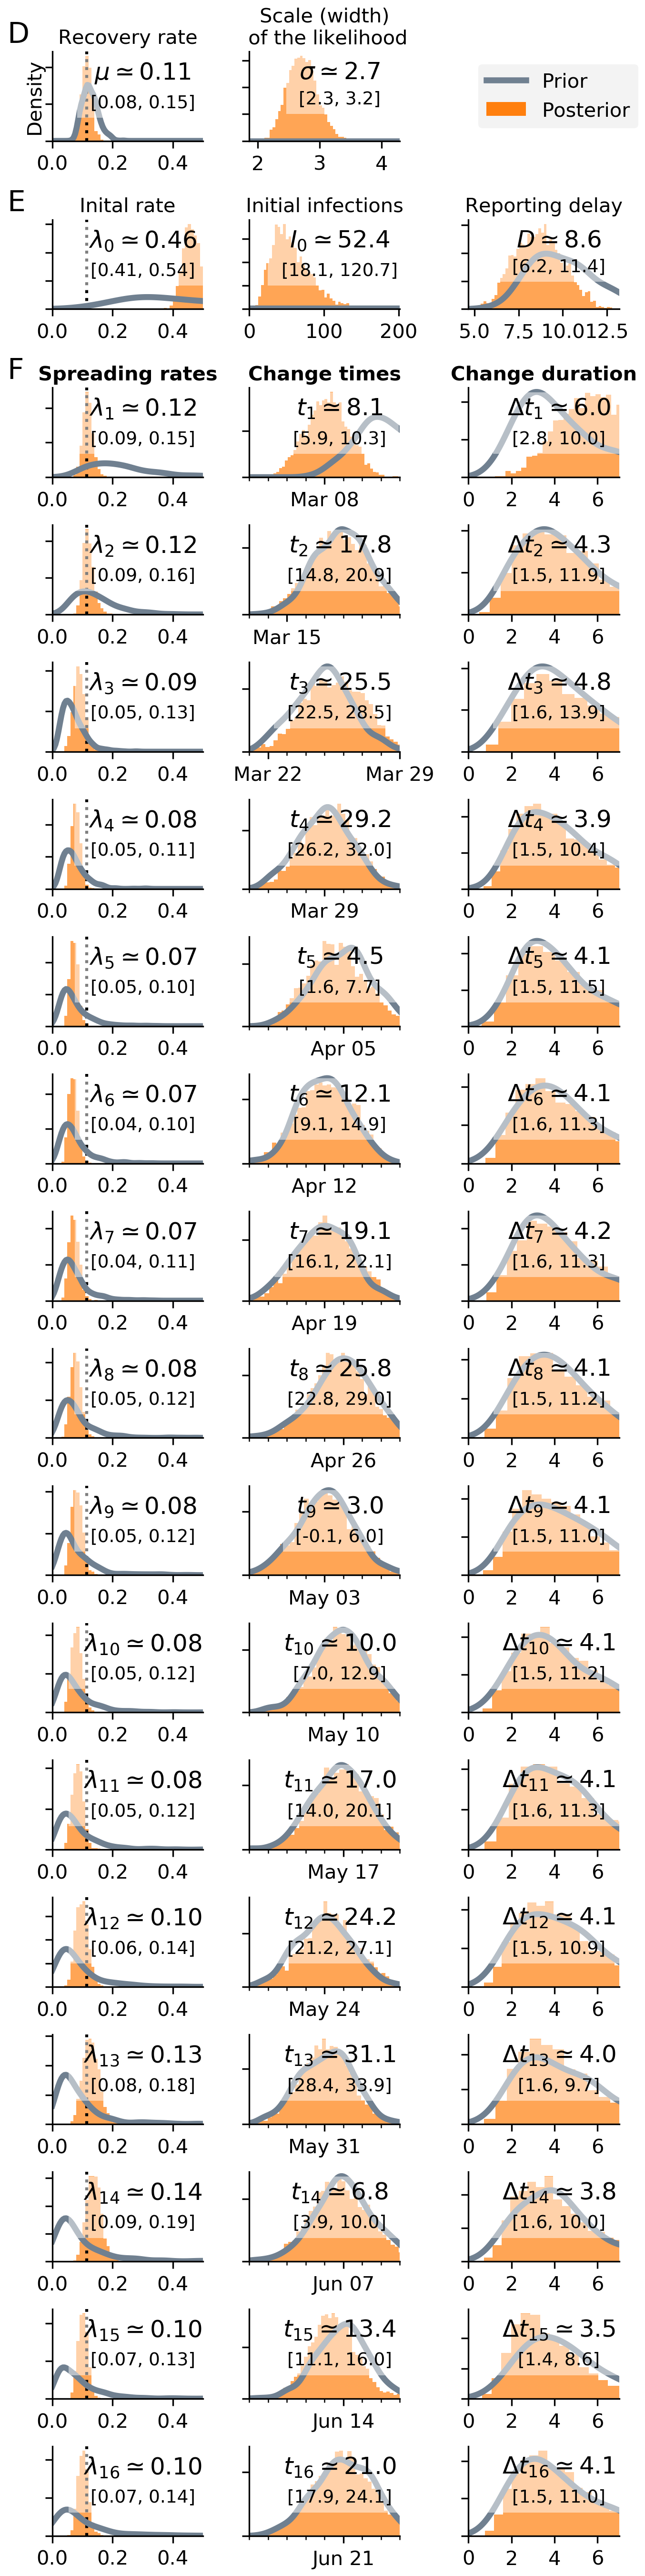 D
Recovery rate
Scale (width)
of the likelihood
Density
μ ≃ 0.11
[0.08, 0.15]
σ ≃ 2.7
[2.3, 3.2]
Prior
Posterior
0.0 0.2 0.4
2 3 4
E
Inital rate
Initial infections
Reporting delay
λ0 ≃ 0.46
[0.41, 0.54]
I0 ≃ 52.4
[18.1, 120.7]
D ≃ 8.6
[6.2, 11.4]
0.0 0.2 0.4
0 100 200
5.0 7.5 10.0 12.5
F
Spreading rates
Change times
Change duration
λ1 ≃ 0.12
[0.09, 0.15]
t1 ≃ 8.1
[5.9, 10.3]
Δt1 ≃ 6.0
[2.8, 10.0]
0.0 0.2 0.4
Mar 08
0 2 4 6
λ2 ≃ 0.12
[0.09, 0.16]
t2 ≃ 17.8
[14.8, 20.9]
Δt2 ≃ 4.3
[1.5, 11.9]
0.0 0.2 0.4
Mar 15
0 2 4 6
λ3 ≃ 0.09
[0.05, 0.13]
t3 ≃ 25.5
[22.5, 28.5]
Δt3 ≃ 4.8
[1.6, 13.9]
0.0 0.2 0.4
Mar 22 Mar 29
0 2 4 6
λ4 ≃ 0.08
[0.05, 0.11]
t4 ≃ 29.2
[26.2, 32.0]
Δt4 ≃ 3.9
[1.5, 10.4]
0.0 0.2 0.4
Mar 29
0 2 4 6
λ5 ≃ 0.07
[0.05, 0.10]
t5 ≃ 4.5
[1.6, 7.7]
Δt5 ≃ 4.1
[1.5, 11.5]
0.0 0.2 0.4
Apr 05
0 2 4 6
λ6 ≃ 0.07
[0.04, 0.10]
t6 ≃ 12.1
[9.1, 14.9]
Δt6 ≃ 4.1
[1.6, 11.3]
0.0 0.2 0.4
Apr 12
0 2 4 6
λ7 ≃ 0.07
[0.04, 0.11]
t7 ≃ 19.1
[16.1, 22.1]
Δt7 ≃ 4.2
[1.6, 11.3]
0.0 0.2 0.4
Apr 19
0 2 4 6
λ8 ≃ 0.08
[0.05, 0.12]
t8 ≃ 25.8
[22.8, 29.0]
Δt8 ≃ 4.1
[1.5, 11.2]
0.0 0.2 0.4
Apr 26
0 2 4 6
λ9 ≃ 0.08
[0.05, 0.12]
t9 ≃ 3.0
[-0.1, 6.0]
Δt9 ≃ 4.1
[1.5, 11.0]
0.0 0.2 0.4
May 03
0 2 4 6
λ10 ≃ 0.08
[0.05, 0.12]
t10 ≃ 10.0
[7.0, 12.9]
Δt10 ≃ 4.1
[1.5, 11.2]
0.0 0.2 0.4
May 10
0 2 4 6
λ11 ≃ 0.08
[0.05, 0.12]
t11 ≃ 17.0
[14.0, 20.1]
Δt11 ≃ 4.1
[1.6, 11.3]
0.0 0.2 0.4
May 17
0 2 4 6
λ12 ≃ 0.10
[0.06, 0.14]
t12 ≃ 24.2
[21.2, 27.1]
Δt12 ≃ 4.1
[1.5, 10.9]
0.0 0.2 0.4
May 24
0 2 4 6
λ13 ≃ 0.13
[0.08, 0.18]
t13 ≃ 31.1
[28.4, 33.9]
Δt13 ≃ 4.0
[1.6, 9.7]
0.0 0.2 0.4
May 31
0 2 4 6
λ14 ≃ 0.14
[0.09, 0.19]
t14 ≃ 6.8
[3.9, 10.0]
Δt14 ≃ 3.8
[1.6, 10.0]
0.0 0.2 0.4
Jun 07
0 2 4 6
λ15 ≃ 0.10
[0.07, 0.13]
t15 ≃ 13.4
[11.1, 16.0]
Δt15 ≃ 3.5
[1.4, 8.6]
0.0 0.2 0.4
Jun 14
0 2 4 6
λ16 ≃ 0.10
[0.07, 0.14]
t16 ≃ 21.0
[17.9, 24.1]
Δt16 ≃ 4.1
[1.5, 11.0]
0.0 0.2 0.4
Jun 21
0 2 4 6